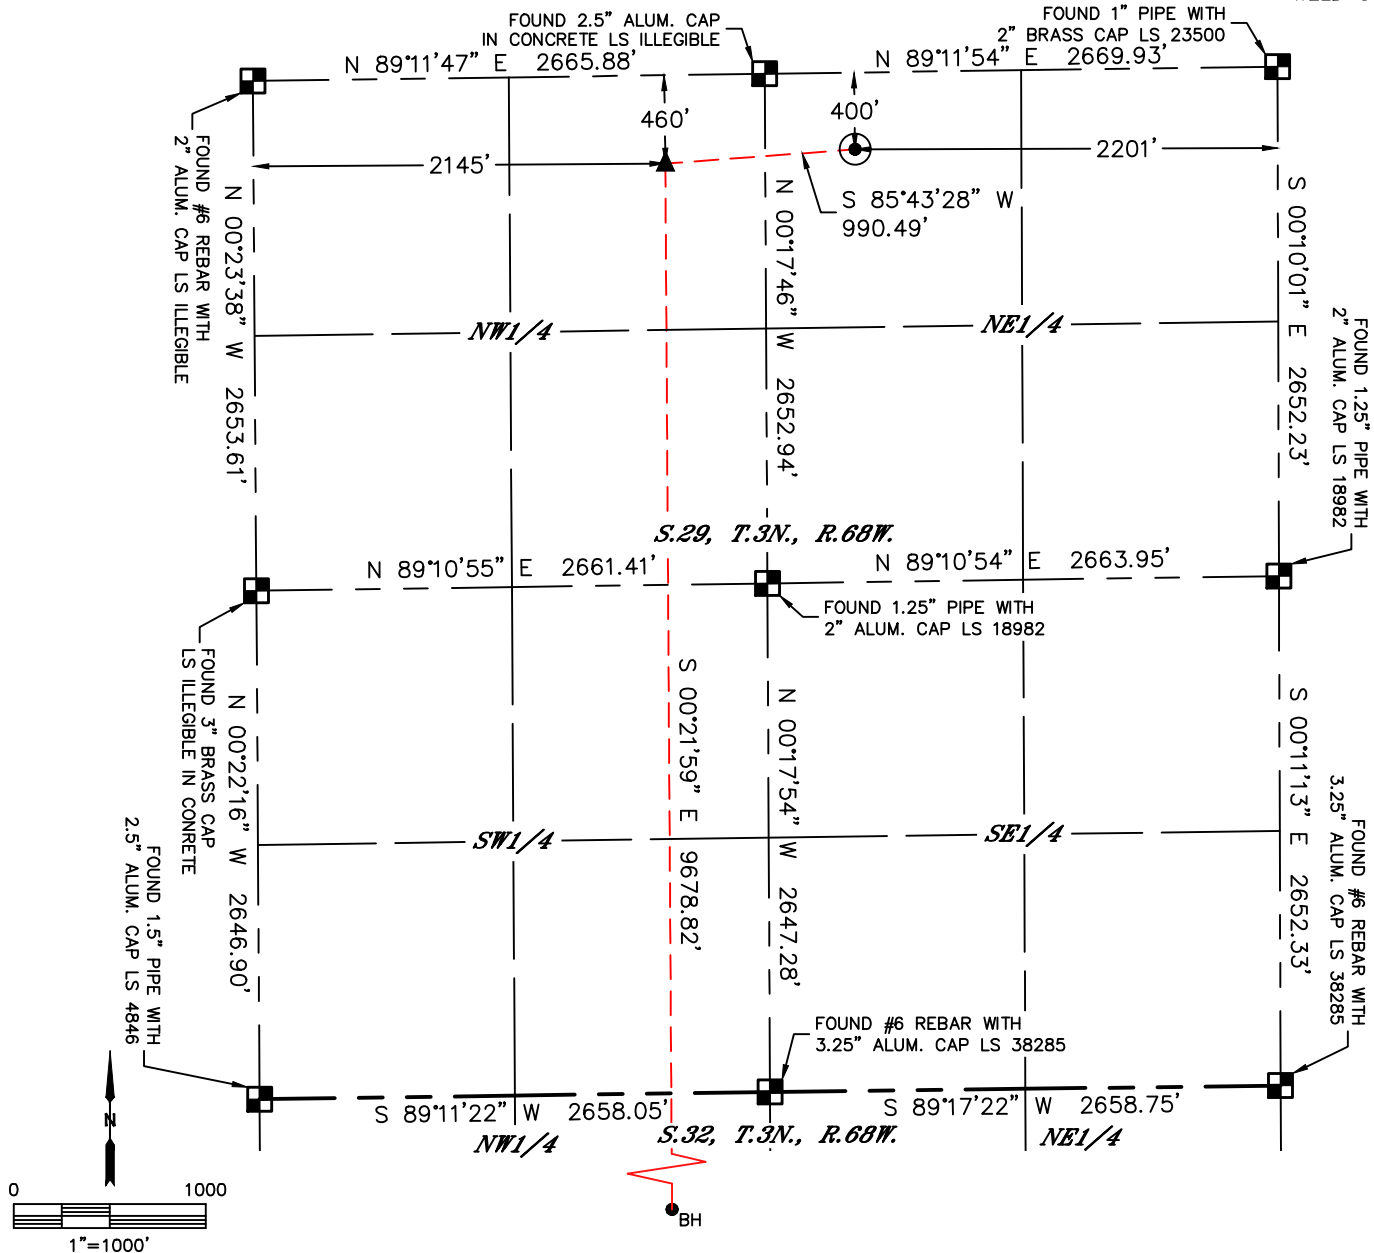 FOUND 2.5" ALUM. CAP
IN CONCRETE LS ILLEGIBLE
FOUND 1" PIPE WITH
2" BRASS CAP LS 23500
N 89°11'47" E 2665.88'
N 89°11'54" E 2669.93'
460'
400'
2145'
2201'
S 85°43'28" W
990.49'
FOUND #6 REBAR WITH
2" ALUM. CAP LS ILLEGIBLE
N 00°23'38" W 2653.61'
N 00°17'46" W 2652.94'
S 00°10'01" E 2652.23'
FOUND 1.25" PIPE WITH
2" ALUM. CAP LS 18982
NW1/4
NE1/4
S.29, T.3N., R.68W.
N 89°10'55" E 2661.41'
N 89°10'54" E 2663.95'
FOUND 1.25" PIPE WITH
2" ALUM. CAP LS 18982
FOUND 3" BRASS CAP
LS ILLEGIBLE IN CONRETE
N 00°22'16" W 2646.90'
S 00°21'59" E 9678.82'
N 00°17'54" W 2647.28'
S 00°11'13" E 2652.33'
SW1/4
SE1/4
FOUND 1.5" PIPE WITH
2.5" ALUM. CAP LS 4846
FOUND #6 REBAR WITH
3.25" ALUM. CAP LS 38285
FOUND #6 REBAR WITH
3.25" ALUM. CAP LS 38285
S 89°11'22" W 2658.05'
S 89°17'22" W 2658.75'
NW1/4
S.32, T.3N., R.68W.
NE1/4
N
0 1000
1"=1000'
BH